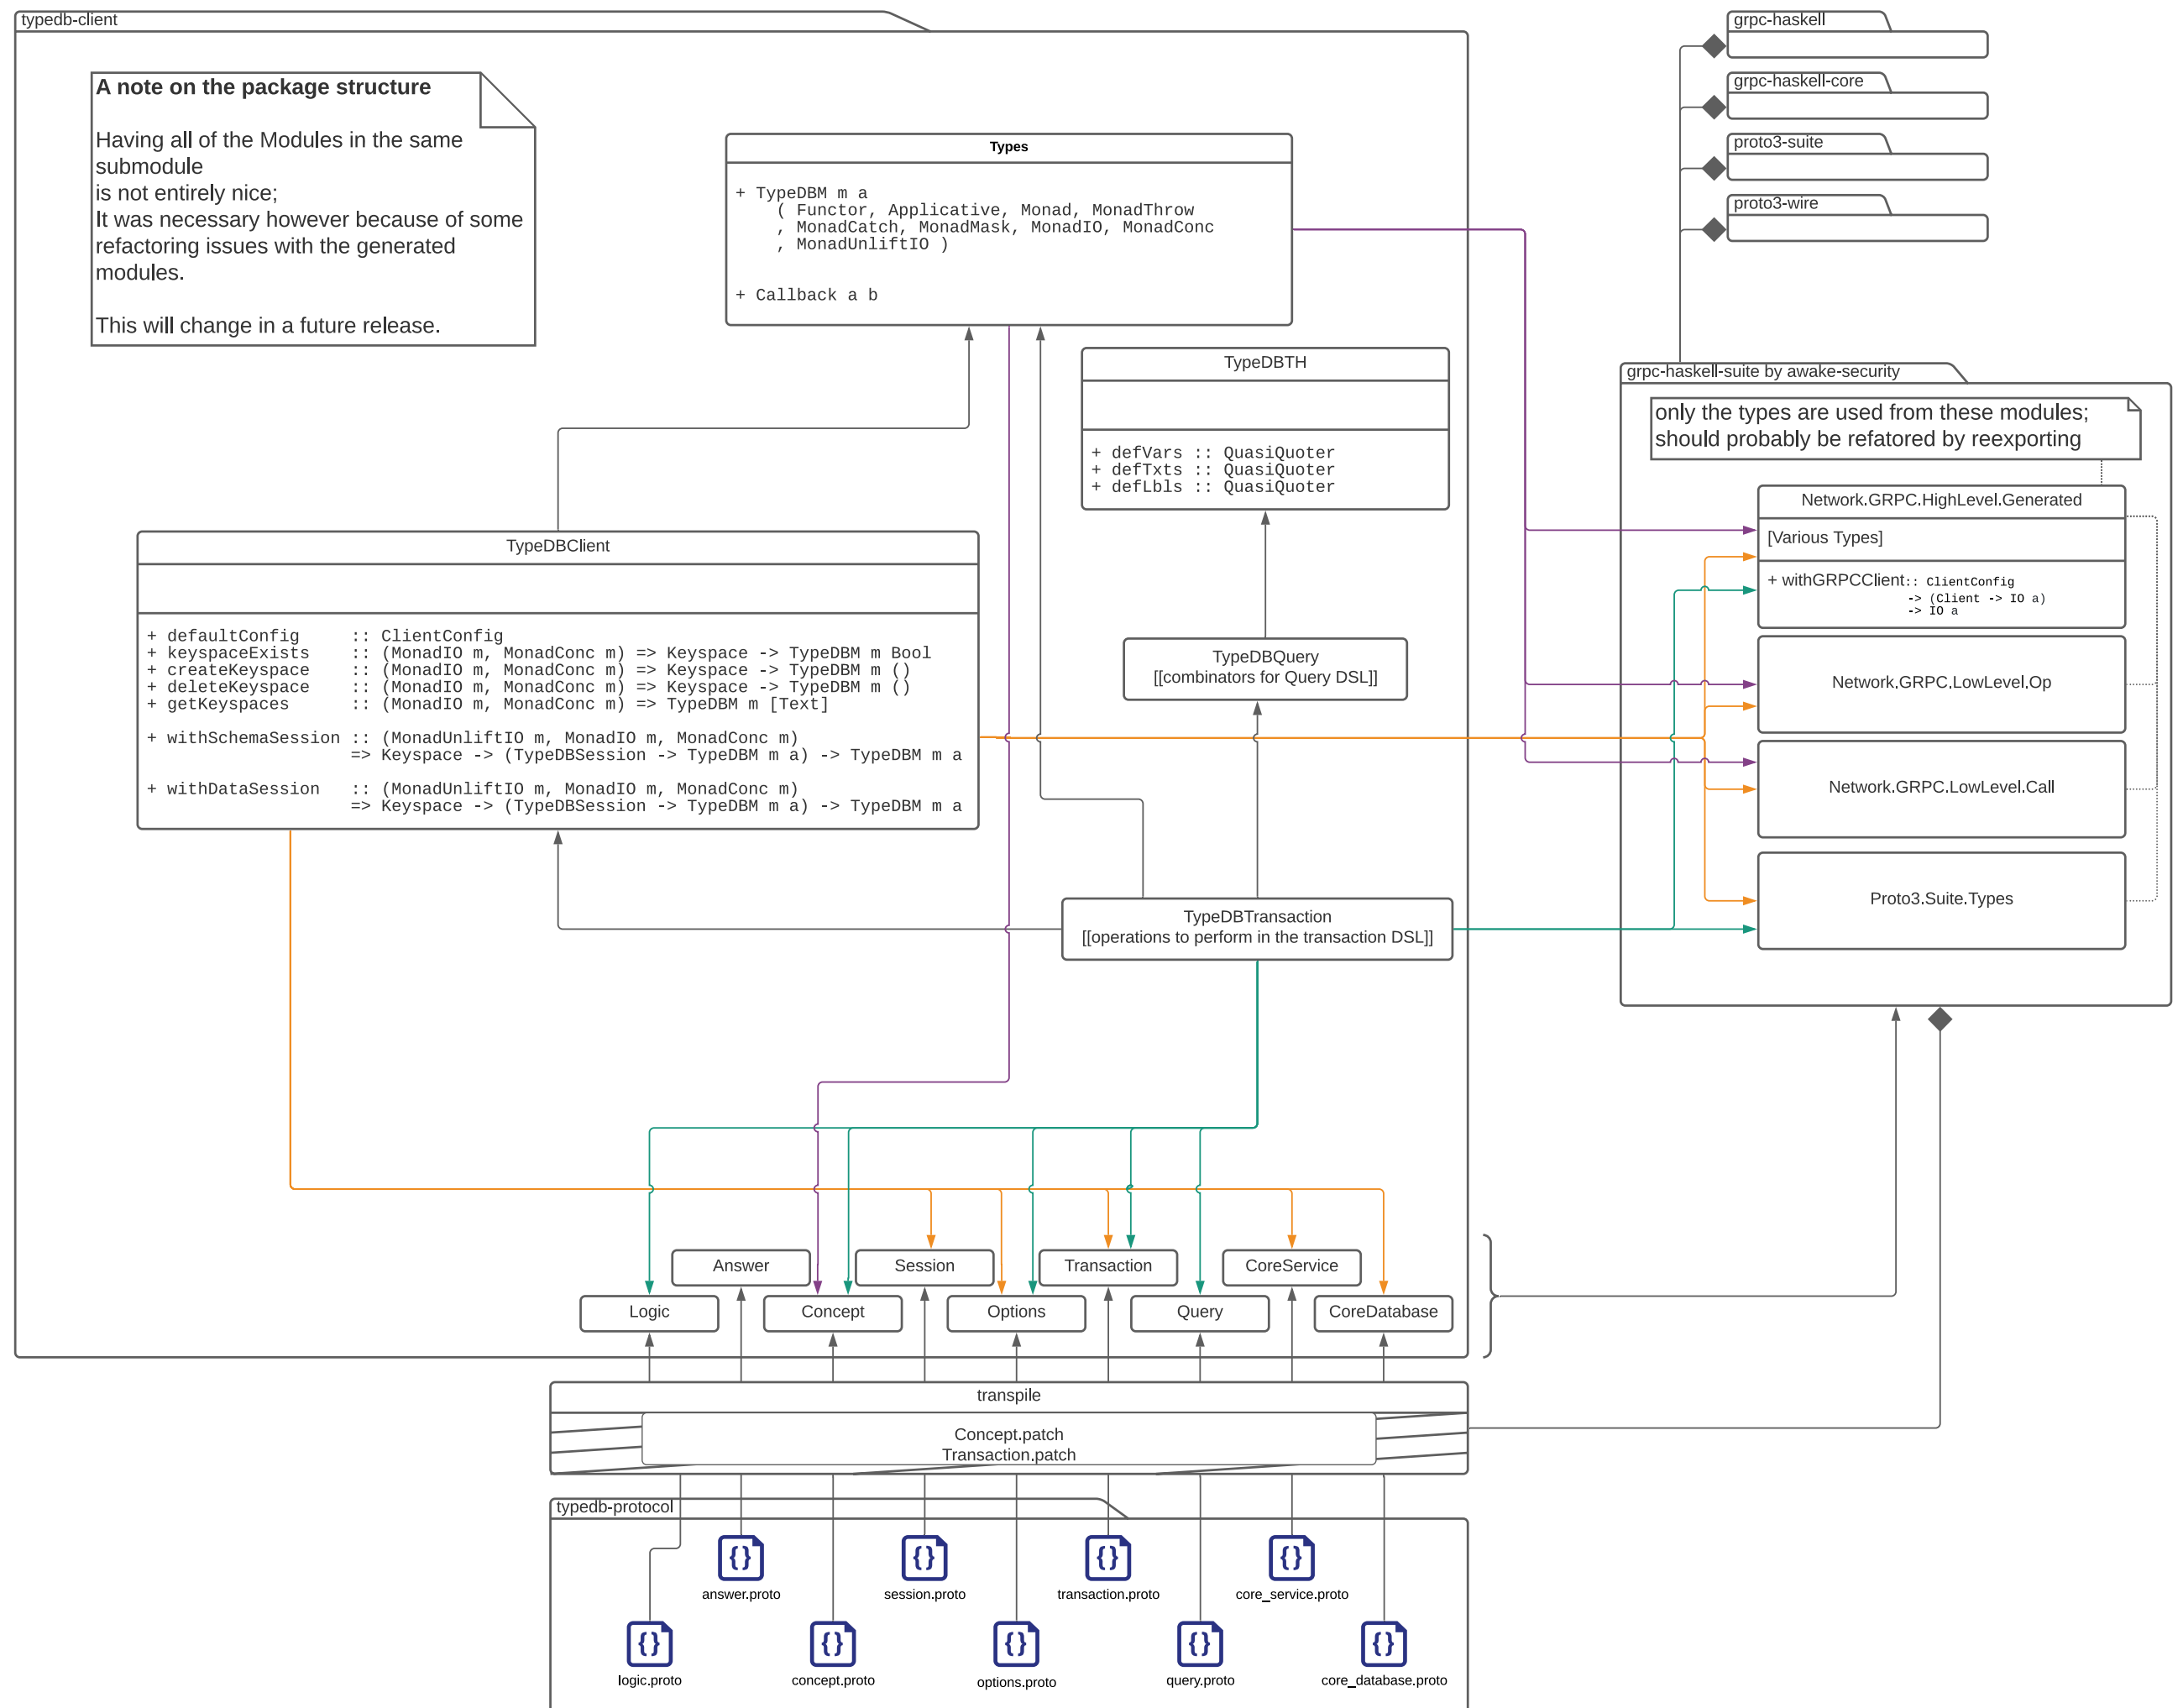 typedb-client
A note on the package structure
Having all of the Modules in the same
submodule
is not entirely nice;
It was necessary however because of some
refactoring issues with the generated
modules.
This will change in a future release.
Types
+ TypeDBM m a
( Functor, Applicative, Monad, MonadThrow
, MonadCatch, MonadMask, MonadIO, MonadConc
, MonadUnliftIO )
+ Callback a b
TypeDBTH
+ defVars :: QuasiQuoter
+ defTxts :: QuasiQuoter
+ defLbls :: QuasiQuoter
TypeDBClient
+ defaultConfig     :: ClientConfig
+ keyspaceExists    :: (MonadIO m, MonadConc m) => Keyspace -> TypeDBM m Bool
+ createKeyspace    :: (MonadIO m, MonadConc m) => Keyspace -> TypeDBM m ()
+ deleteKeyspace    :: (MonadIO m, MonadConc m) => Keyspace -> TypeDBM m ()
+ getKeyspaces      :: (MonadIO m, MonadConc m) => TypeDBM m [Text]
+ withSchemaSession :: (MonadUnliftIO m, MonadIO m, MonadConc m)
=> Keyspace -> (TypeDBSession -> TypeDBM m a) -> TypeDBM m a
+ withDataSession   :: (MonadUnliftIO m, MonadIO m, MonadConc m)
=> Keyspace -> (TypeDBSession -> TypeDBM m a) -> TypeDBM m a
TypeDBQuery
[[combinators for Query DSL]]
TypeDBTransaction
[[operations to perform in the transaction DSL]]
grpc-haskell
grpc-haskell-core
proto3-suite
proto3-wire
grpc-haskell-suite by awake-security
only the types are used from these modules;
should probably be refatored by reexporting
Network.GRPC.HighLevel.Generated
[Various Types]
+ withGRPCClient:: ClientConfig
-> (Client -> IO a)
-> IO a
Network.GRPC.LowLevel.Op
Network.GRPC.LowLevel.Call
Proto3.Suite.Types
Answer
Session
Transaction
CoreService
Logic
Concept
Options
Query
CoreDatabase
transpile
Concept.patch
Transaction.patch
typedb-protocol
{}
{}
{}
{}
answer.proto
session.proto
transaction.proto
core_service.proto
{}
{}
{}
{}
{}
logic.proto
concept.proto
options.proto
query.proto
core_database.proto